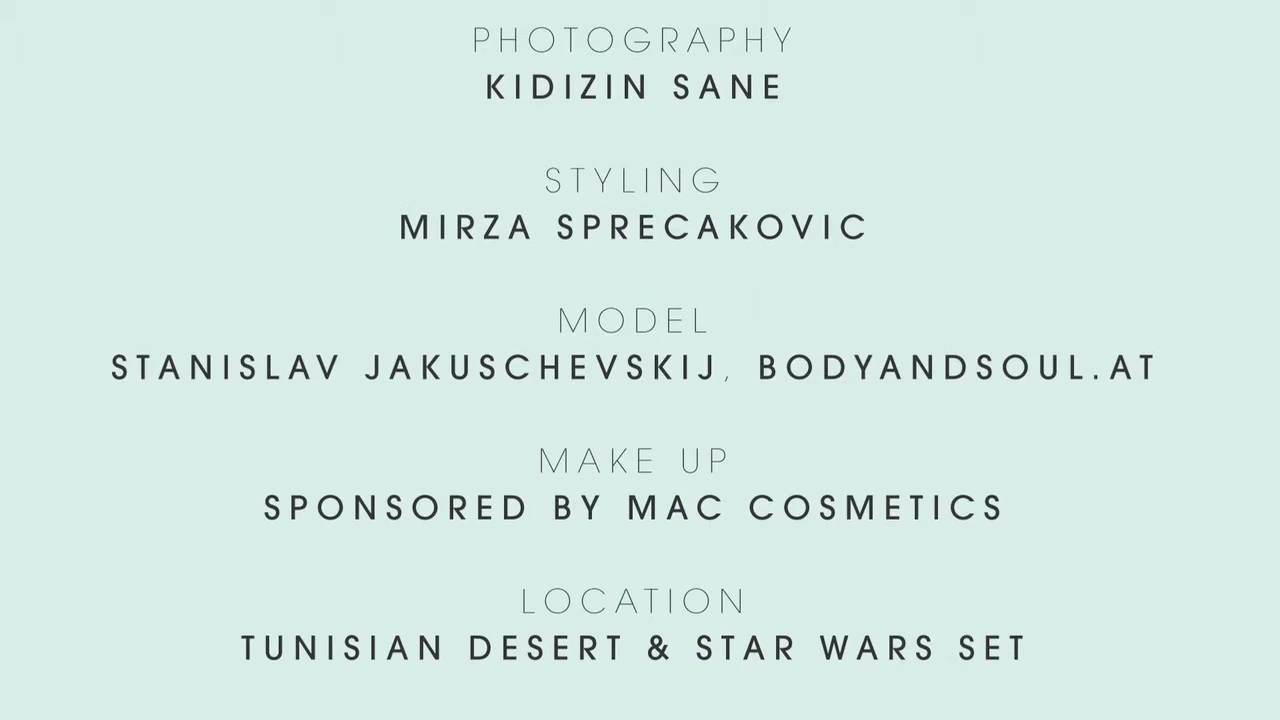 PHOTOGRAPHY
KIDIZIN SANE
STYLING
MIRZA SPRECAKOVIC
MODEL
STANISLAV JAKUSCHEVSKIJ, BODYANDSOUL.AT
MAKE UP
SPONSORED BY MAC COSMETICS
LOCATION
TUNISIAN DESERT & STAR WARS SET